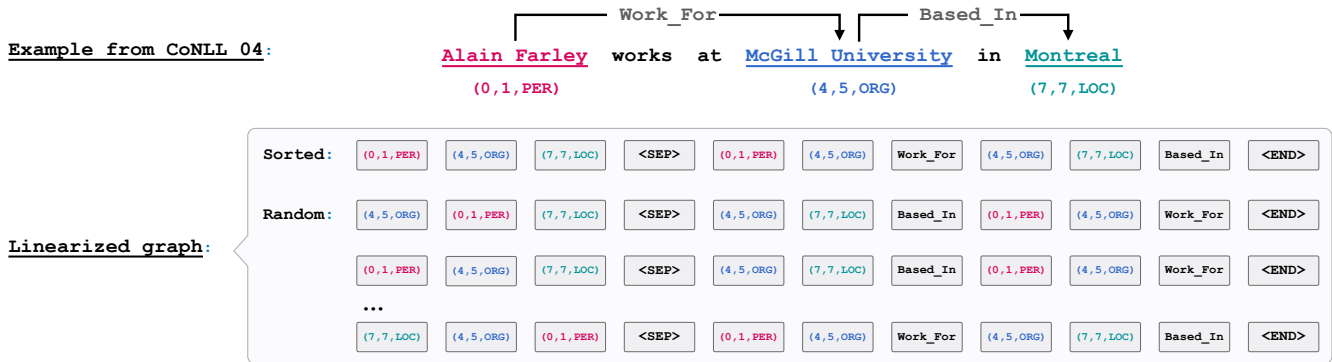 Work_For Based_In
Example from CoNLL 04: Alain Farley works at McGill University in Montreal
(0,1,PER) (4,5,ORG) (7,7,LOC)
Sorted: (0,1,PER) (4,5,ORG) (7,7,LOC) <SEP> (0,1,PER) (4,5,ORG) Work_For (4,5,ORG) (7,7,LOC) Based_In <END>
Random: (4,5,ORG) (0,1,PER) (7,7,LOC) <SEP> (4,5,ORG) (7,7,LOC) Based_In (0,1,PER) (4,5,ORG) Work_For <END>
Linearized graph:
(0,1,PER) (4,5,ORG) (7,7,LOC) <SEP> (4,5,ORG) (7,7,LOC) Based_In (0,1,PER) (4,5,ORG) Work_For <END>
...
(7,7,LOC) (4,5,ORG) (0,1,PER) <SEP> (0,1,PER) (4,5,ORG) Work_For (4,5,ORG) (7,7,LOC) Based_In <END>